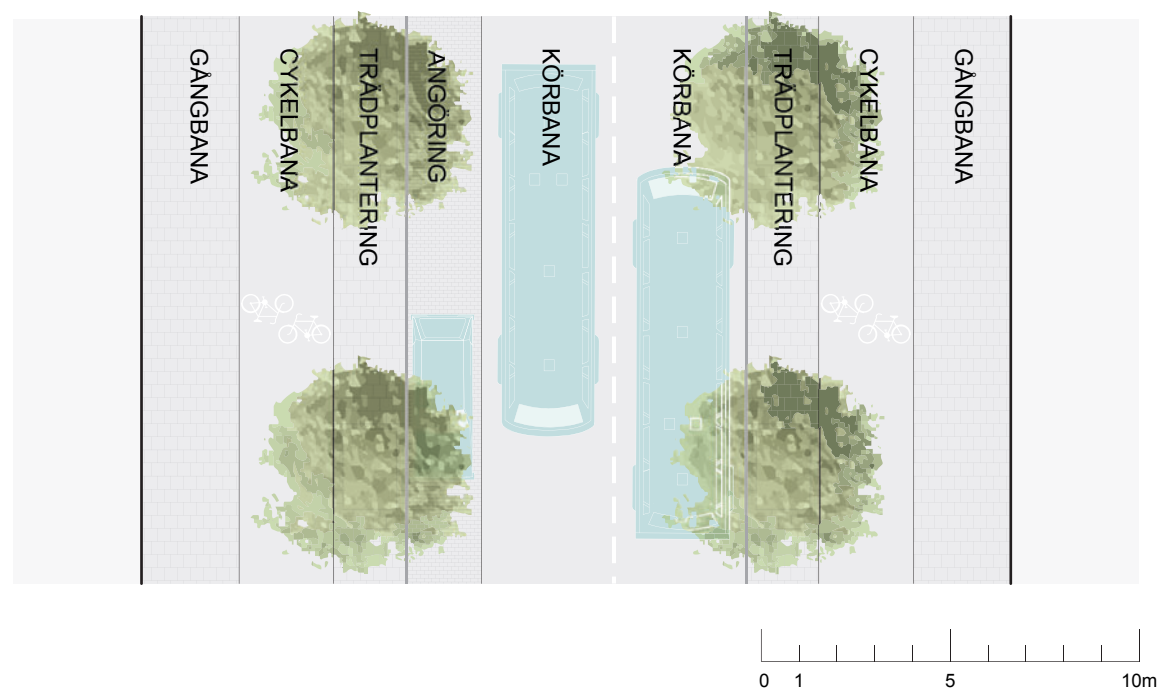 GÅNGBANA
CYKELBANA
TRÄDPLANTERING
ANGÖRING
KÖRBANA
KÖRBANA
TRÄDPLANTERING
CYKELBANA
GÅNGBANA
0 1 5 10m